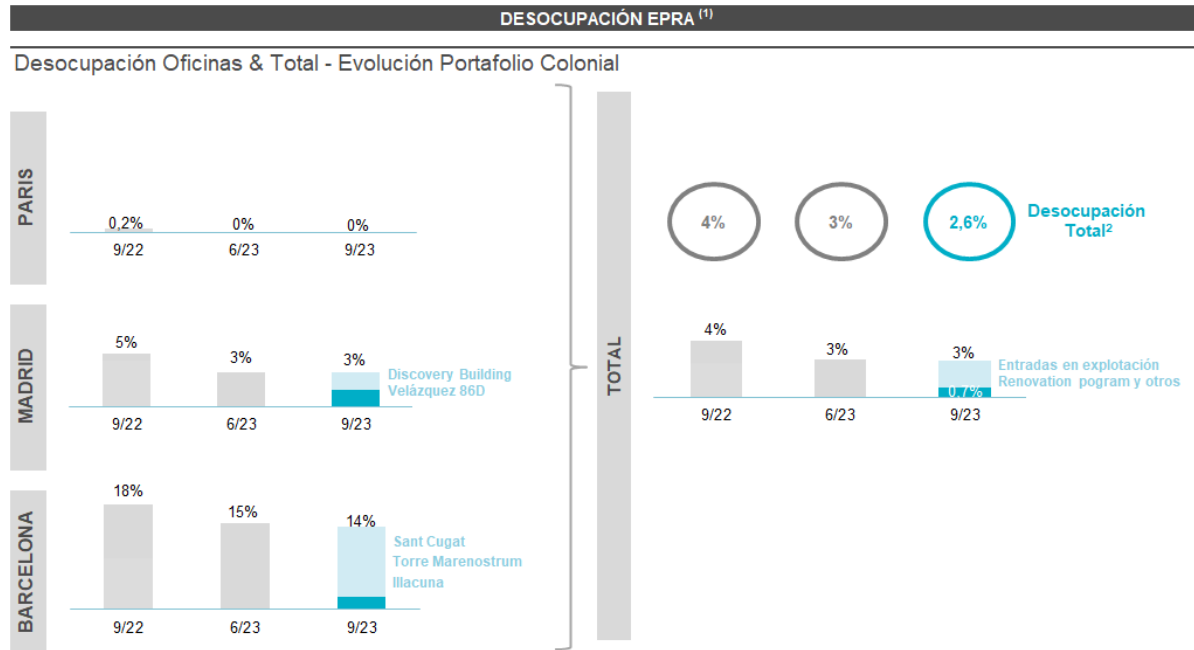 DESOCUPACIÓN EPRA (1)
Desocupación Oficinas & Total - Evolución Portafolio Colonial
PARIS
0,2% 0% 0%
9/22 6/23 9/23
MADRID
5% 3% 3%
Discovery Building
Velázquez 86D
9/22 6/23 9/23
BARCELONA
18% 15% 14%
Sant Cugat
Torre Marenostrum
Illacuna
9/22 6/23 9/23
TOTAL
4% 3% 2,6%
Desocupación
Total²
4% 3% 3%
Entradas en explotación
Renovation pogram y otros
0,7%
9/22 6/23 9/23